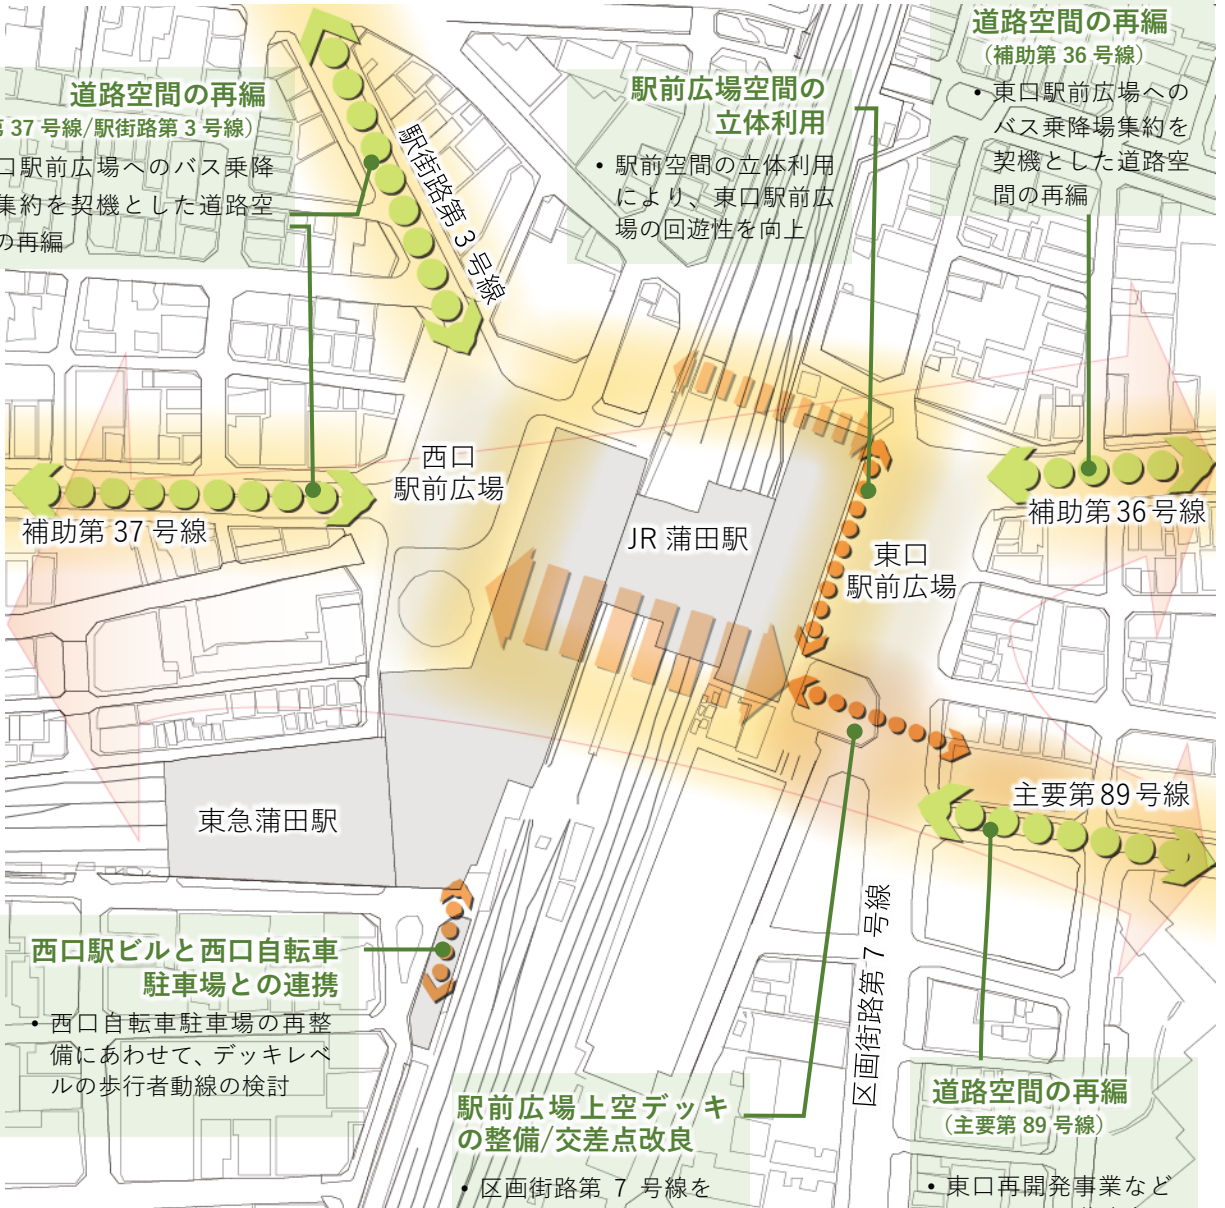 道路空間の再編
37 号線/駅街路第 3 号線）
口駅前広場へのバス乗降
集約を契機とした道路空
の再編
駅街路第 3 号線
駅前広場空間の
立体利用
• 駅前空間の立体利用
により、東口駅前広
場の回遊性を向上
道路空間の再編
（補助第 36 号線）
• 東口駅前広場への
バス乗降場集約を
契機とした道路空
間の再編
西口
駅前広場
補助第 37 号線
JR 蒲田駅
東口
駅前広場
補助第 36 号線
主要第 89 号線
東急蒲田駅
区画街路第 7 号線
西口駅ビルと西口自転車
駐車場との連携
• 西口自転車駐車場の再整
備にあわせて、デッキレベ
ルの歩行者動線の検討
駅前広場上空デッキ
の整備/交差点改良
• 区画街路第 7 号線を
道路空間の再編
（主要第 89 号線）
• 東口再開発事業など